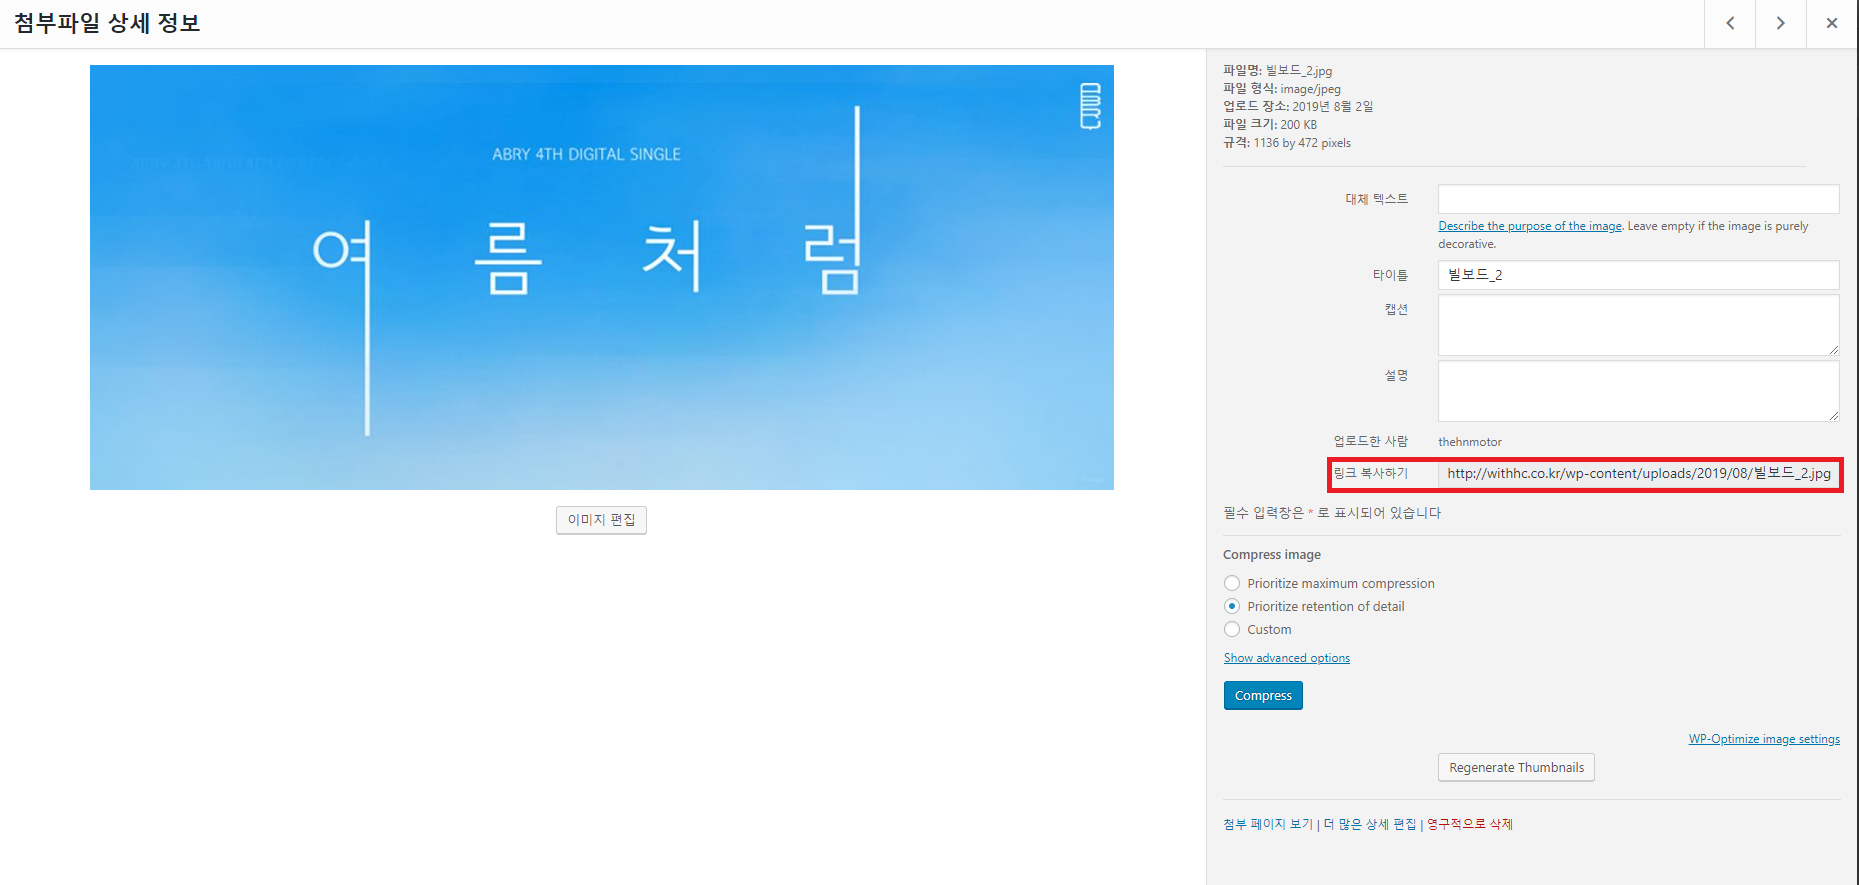 첨부파일 상세 정보
ABRY 4TH DIGITAL SINGLE
여 름 처 럼
이미지 편집
파일명: 빌보드_2.jpg
파일 형식: image/jpeg
업로드 장소: 2019년 8월 2일
파일 크기: 200 KB
규격: 1136 by 472 pixels
대체 텍스트
Describe the purpose of the image. Leave empty if the image is purely
decorative.
타이틀 빌보드_2
캡션
설명
업로드한 사람 thehnmotor
링크 복사하기 http://withhc.co.kr/wp-content/uploads/2019/08/빌보드_2.jpg
필수 입력창은 * 로 표시되어 있습니다
Compress image
Prioritize maximum compression
Prioritize retention of detail
Custom
Show advanced options
Compress
WP-Optimize image settings
Regenerate Thumbnails
첨부 페이지 보기 | 더 많은 상세 편집 | 영구적으로 삭제